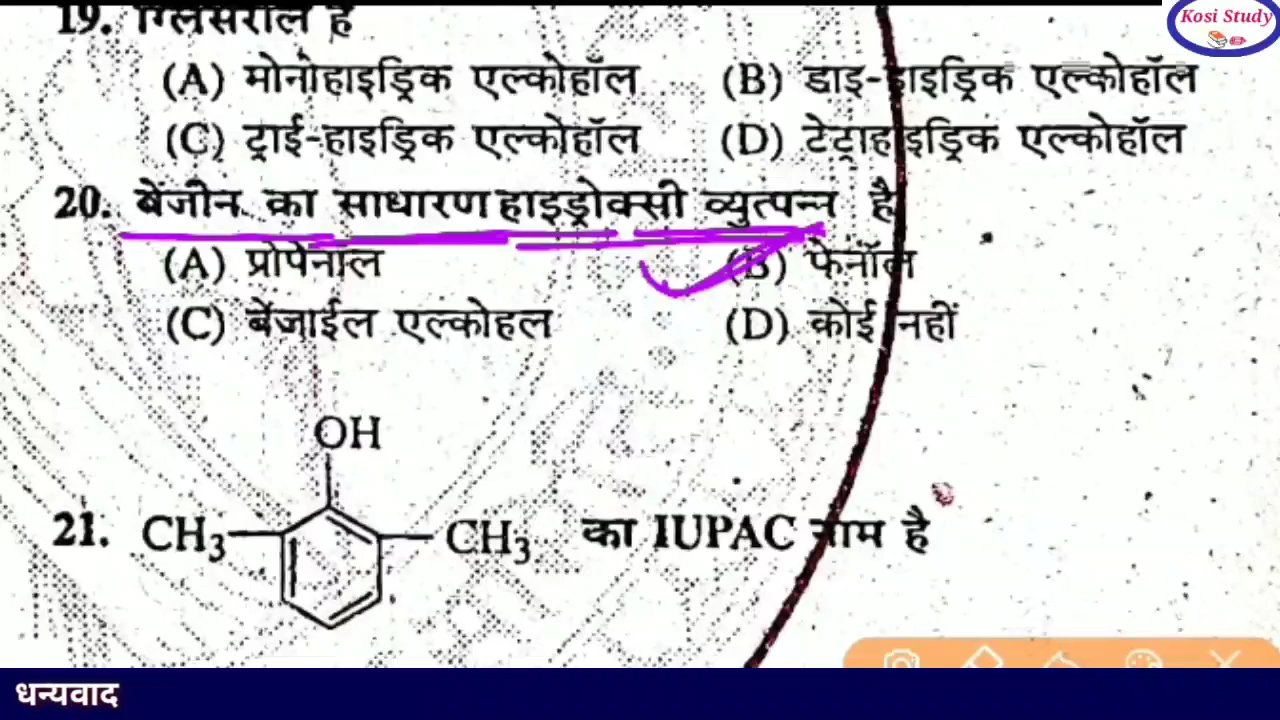 Kosi Study
19. ग्लिसरॉल है
(A) मोनोहाइड्रिक एल्कोहॉल (B) डाइ-हाइड्रिक एल्कोहॉल
(C) ट्राई-हाइड्रिक एल्कोहॉल (D) टेट्राहाइड्रिक एल्कोहॉल
20. बेंजीन का साधारण हाइड्रोक्सी व्युत्पन्न है
(A) प्रोपेनॉल (B) फेनॉल
(C) बेंजाईल एल्कोहल (D) कोई नहीं
OH
21. CH3 CH3 का IUPAC नाम है
धन्यवाद